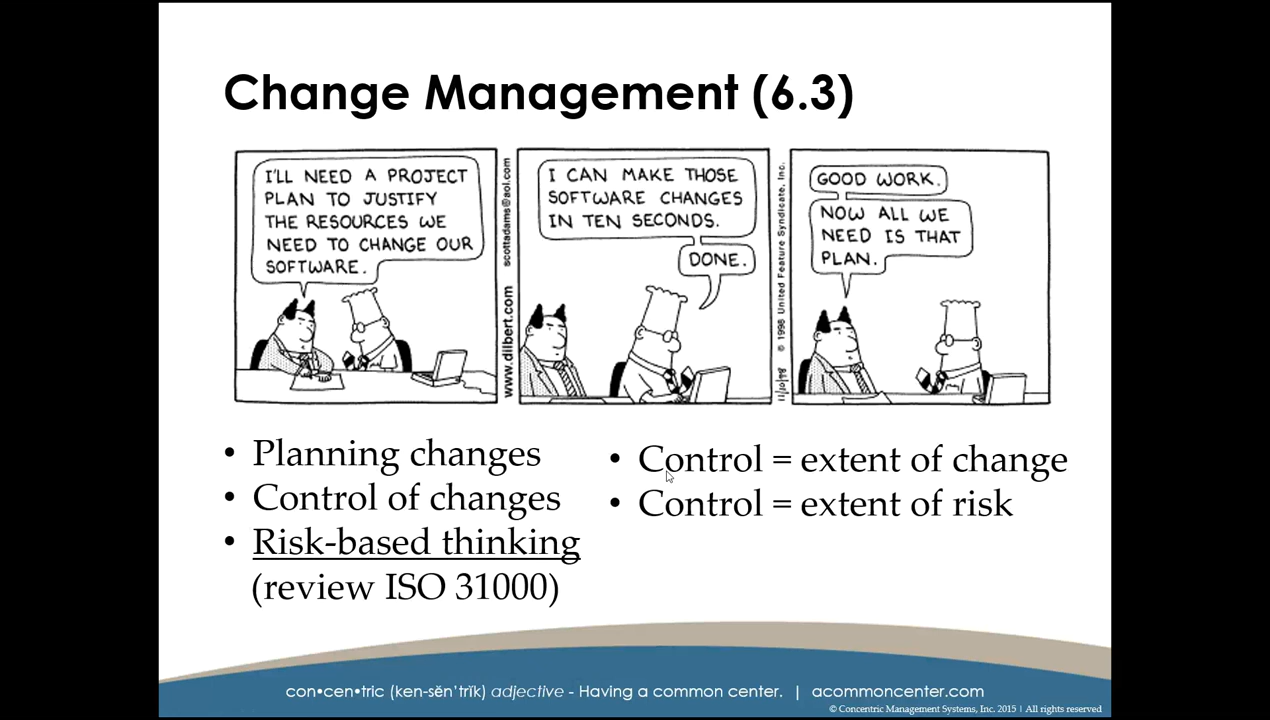 Change Management (6.3)
I'LL NEED A PROJECT
PLAN TO JUSTIFY
THE RESOURCES WE
NEED TO CHANGE OUR
SOFTWARE.
www.dilbert.com scottadams@aol.com
I CAN MAKE THOSE
SOFTWARE CHANGES
IN TEN SECONDS.
DONE.
11/10/98 © 1998 United Feature Syndicate, Inc.
GOOD WORK.
NOW ALL WE
NEED IS THAT
PLAN.
• Planning changes
• Control of changes
• Risk-based thinking
(review ISO 31000)
• Control = extent of change
• Control = extent of risk
con•cen•tric (ken-sĕn'trĭk) adjective - Having a common center. | acommoncenter.com
© Concentric Management Systems, Inc. 2015 | All rights reserved